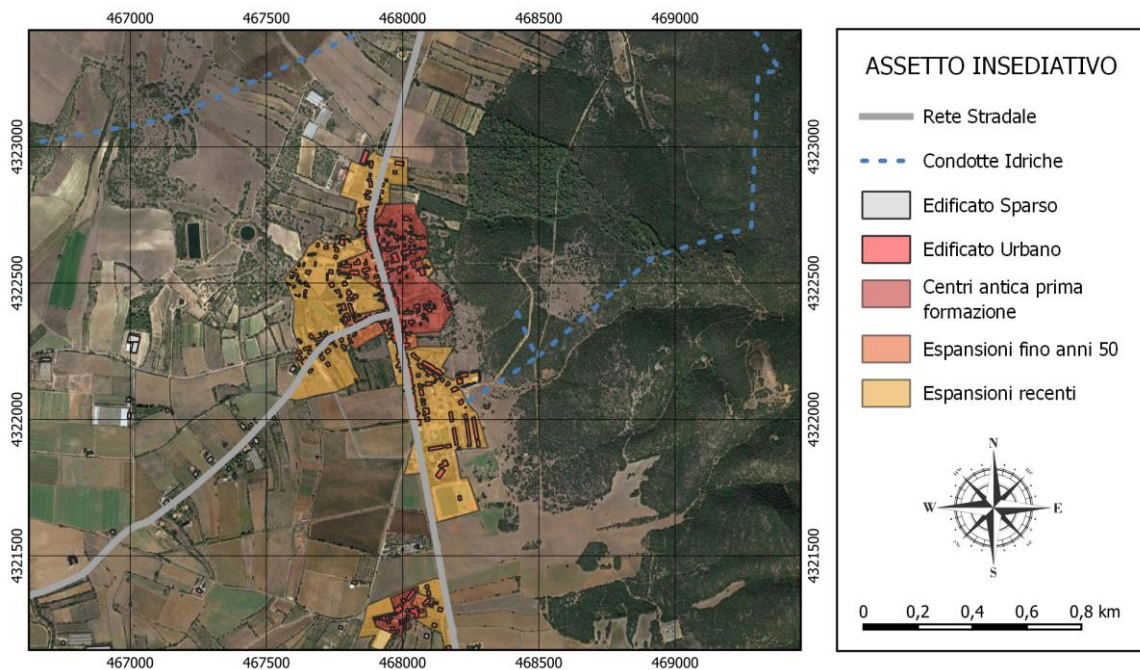 467000 467500 468000 468500 469000
4323000 4323000
4322500 4322500
4322000 4322000
4321500 4321500
467000 467500 468000 468500 469000
ASSETTO INSEDIATIVO
Rete Stradale
Condotte Idriche
Edificato Sparso
Edificato Urbano
Centri antica prima
formazione
Espansioni fino anni 50
Espansioni recenti
N
W E
S
0 0,2 0,4 0,6 0,8 km